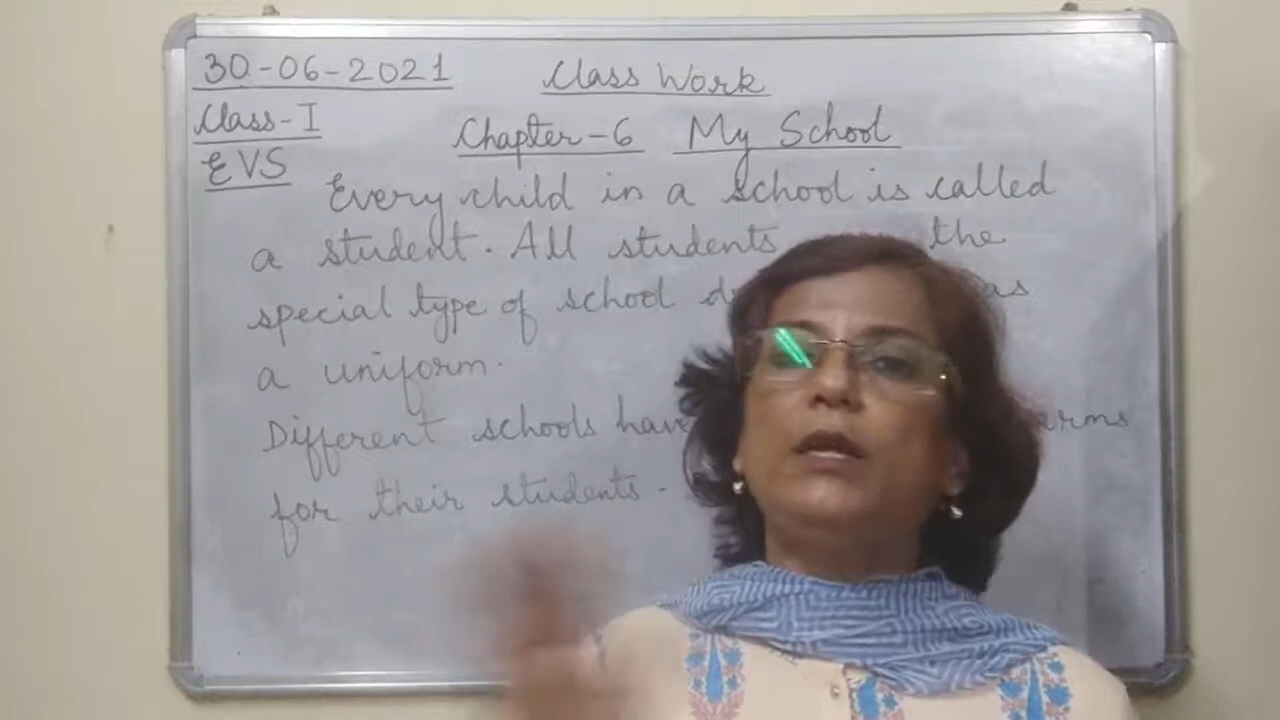 30-06-2021 Class Work
Class-I
Chapter-6 My School
EVS
Every child in a school is called
a student. All students the
special type of school as
a uniform.
Different schools have
for their students.